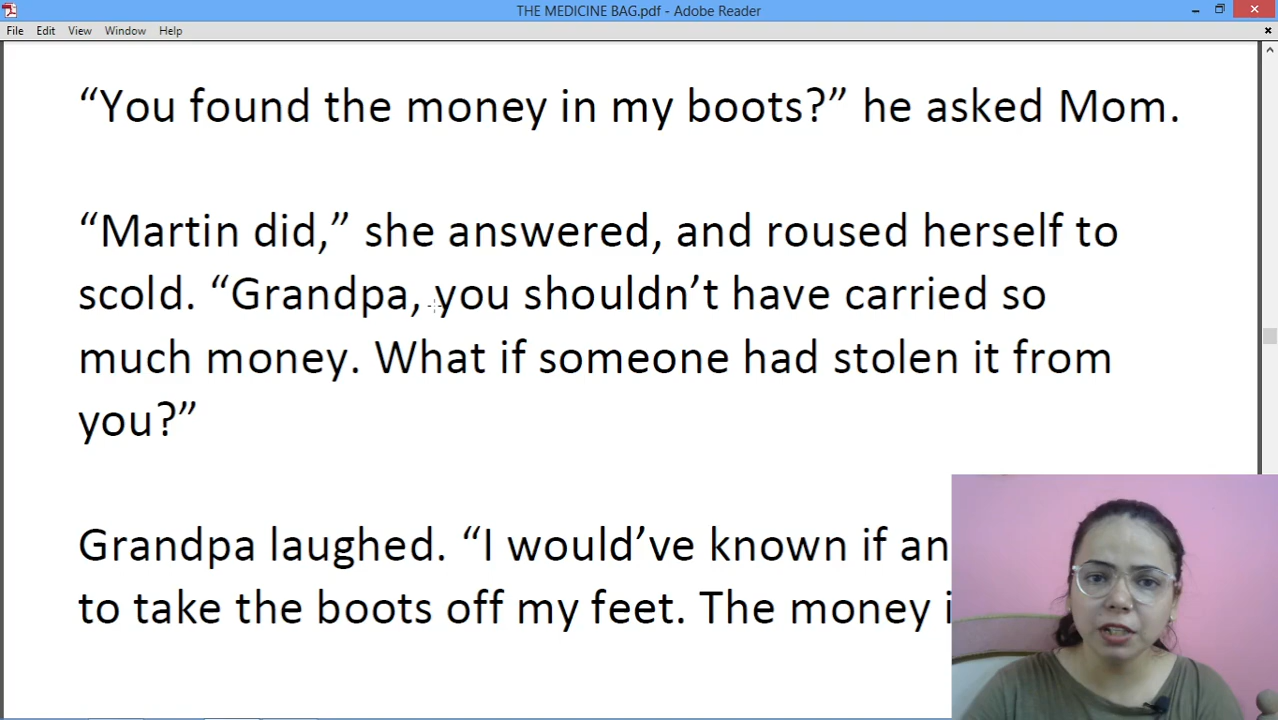 THE MEDICINE BAG.pdf - Adobe Reader
File Edit View Window Help
“You found the money in my boots?” he asked Mom.
“Martin did,” she answered, and roused herself to
scold. “Grandpa, you shouldn’t have carried so
much money. What if someone had stolen it from
you?”
Grandpa laughed. “I would’ve known if an
to take the boots off my feet. The money i